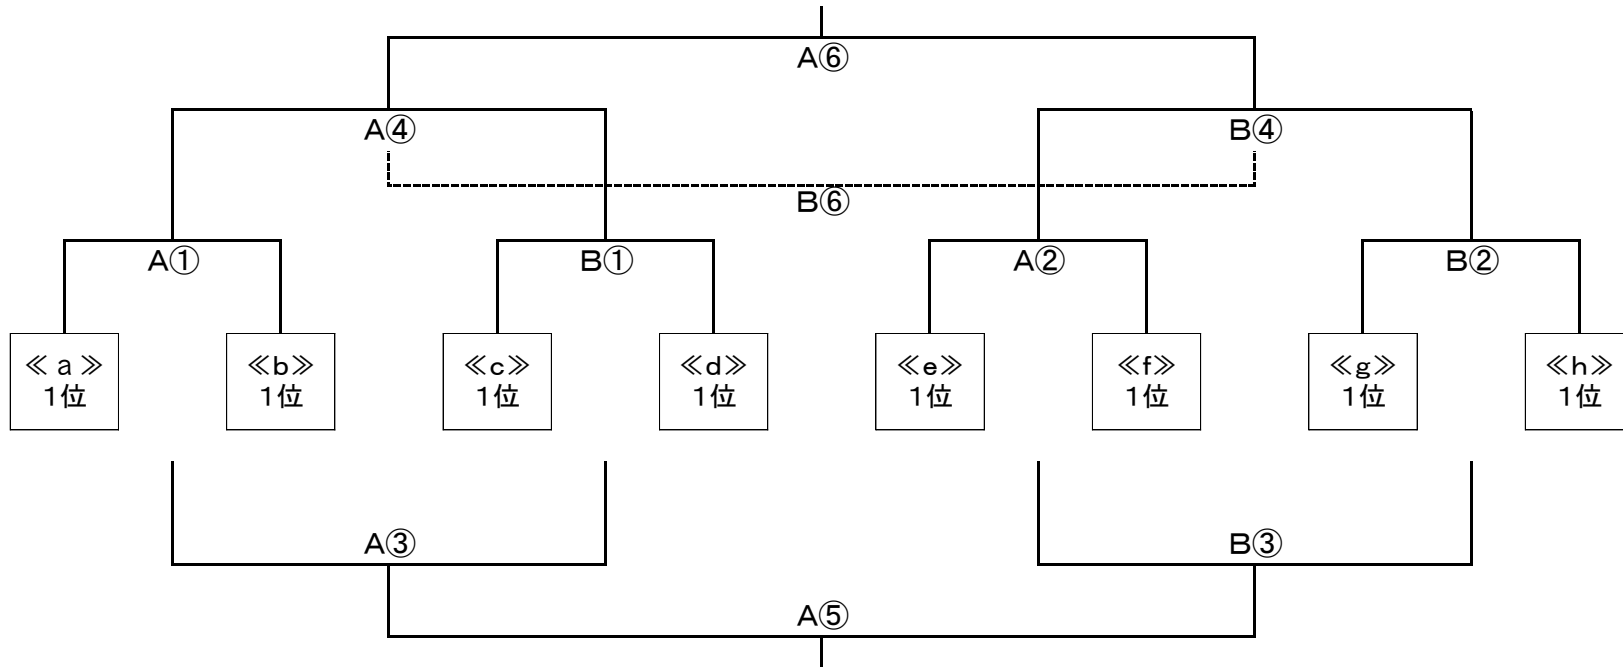 A⑥
A④
B④
B⑥
A①
B①
A②
B②
≪ａ≫
1位
≪b≫
1位
≪c≫
1位
≪d≫
1位
≪e≫
1位
≪f≫
1位
≪g≫
1位
≪h≫
1位
A③
B③
A⑤